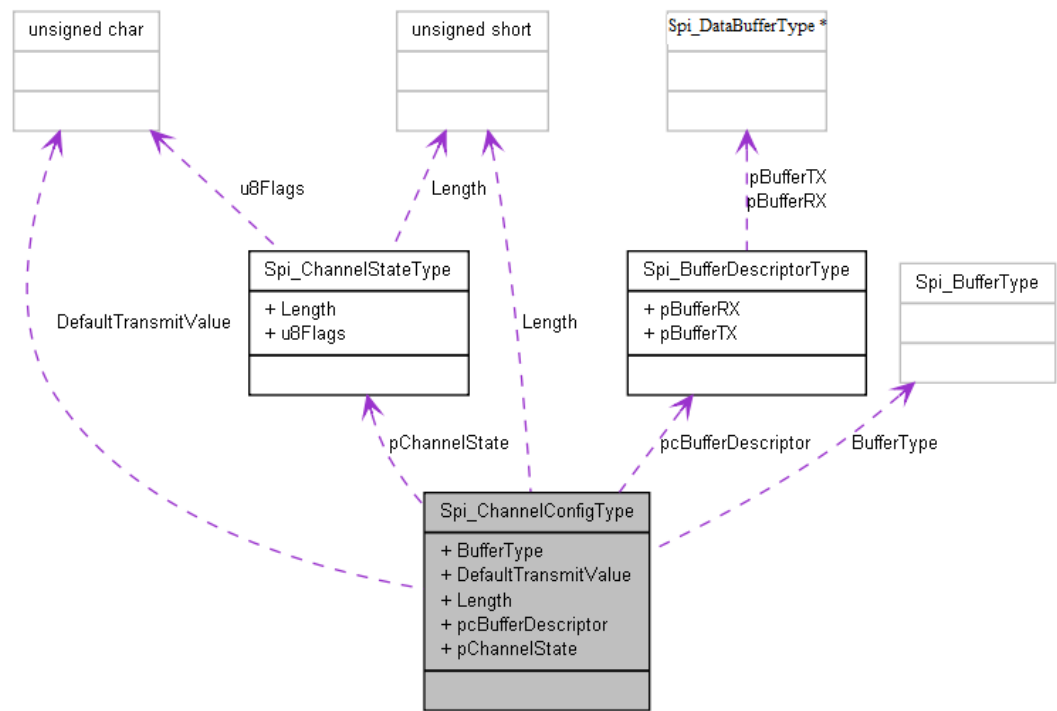 unsigned char
unsigned short
Spi_DataBufferType *
u8Flags
Length
pBufferTX
pBufferRX
Spi_ChannelStateType
+ Length
+ u8Flags
Spi_BufferDescriptorType
+ pBufferRX
+ pBufferTX
Spi_BufferType
DefaultTransmitValue
Length
pChannelState
pcBufferDescriptor
BufferType
Spi_ChannelConfigType
+ BufferType
+ DefaultTransmitValue
+ Length
+ pcBufferDescriptor
+ pChannelState